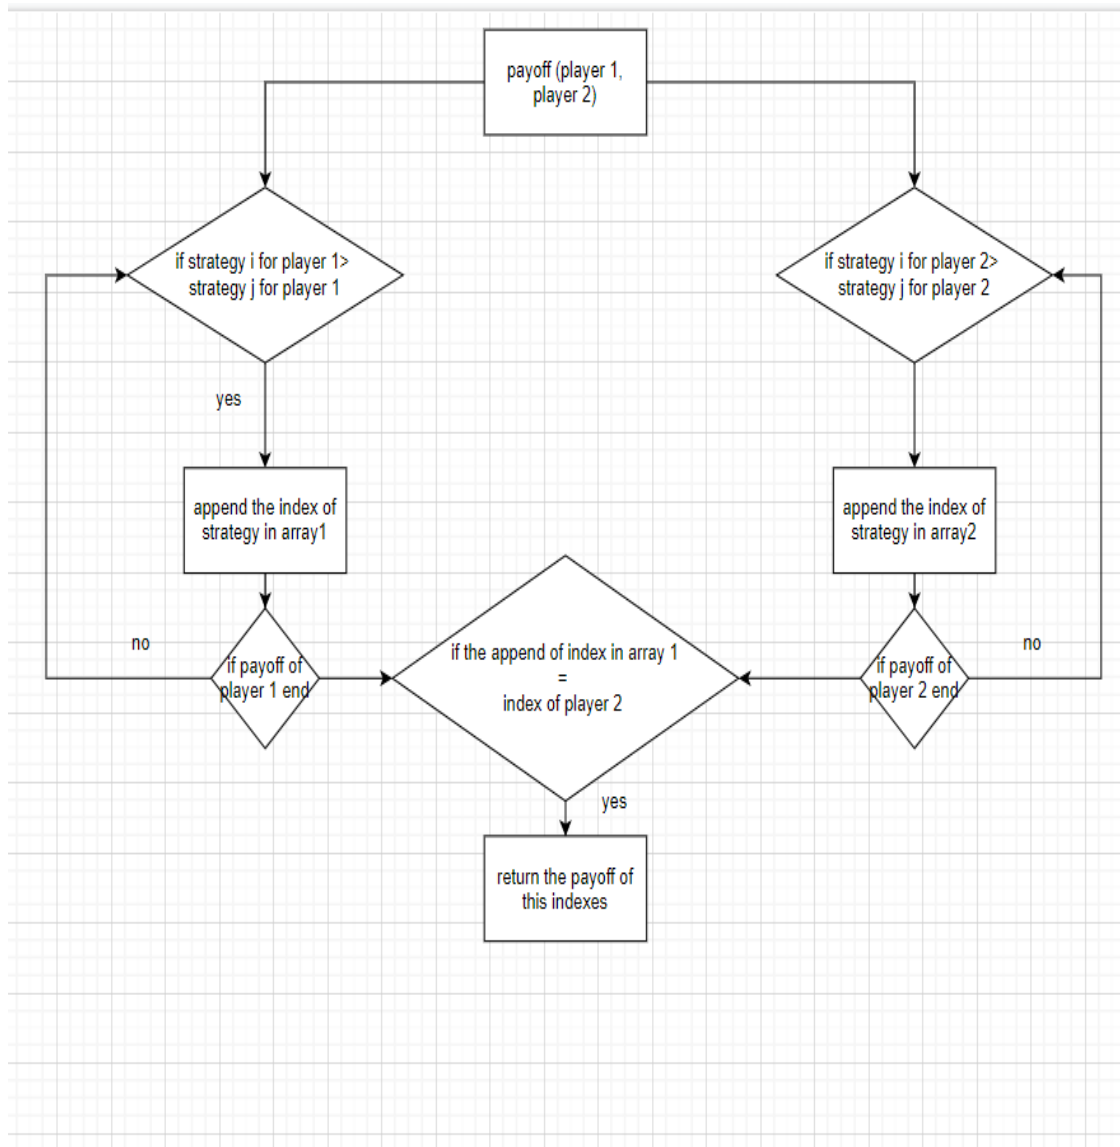 payoff (player 1,
player 2)
if strategy i for player 1>
strategy j for player 1
if strategy i for player 2>
strategy j for player 2
yes
append the index of
strategy in array1
append the index of
strategy in array2
no
if payoff of
player 1 end
if the append of index in array 1
=
index of player 2
if payoff of
player 2 end
no
yes
return the payoff of
this indexes